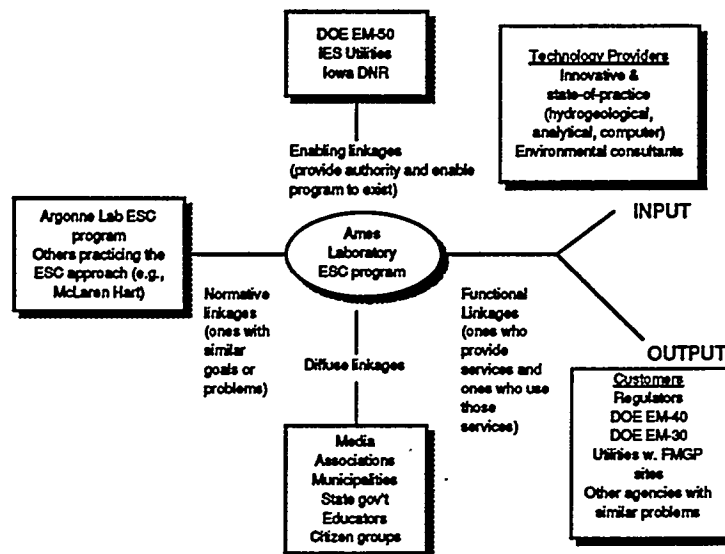 DOE EM-50
IES Utilities
Iowa DNR
Technology Providers
Innovative &
state-of-practice
(hydrogeological,
analytical, computer)
Environmental consultants
Enabling linkages
(provide authority and enable
program to exist)
INPUT
Argonne Lab ESC
program
Others practicing the
ESC approach (e.g.,
McLaren Hart)
Ames
Laboratory
ESC program
Normative
linkages
(ones with
similar
goals or
problems)
Functional
Linkages
(ones who
provide
services and
ones who use
those
services)
Diffuse linkages
OUTPUT
Customers
Regulators
DOE EM-40
DOE EM-30
Utilities w. FMGP
sites
Other agencies with
similar problems
Media
Associations
Municipalities
State gov't
Educators
Citizen groups